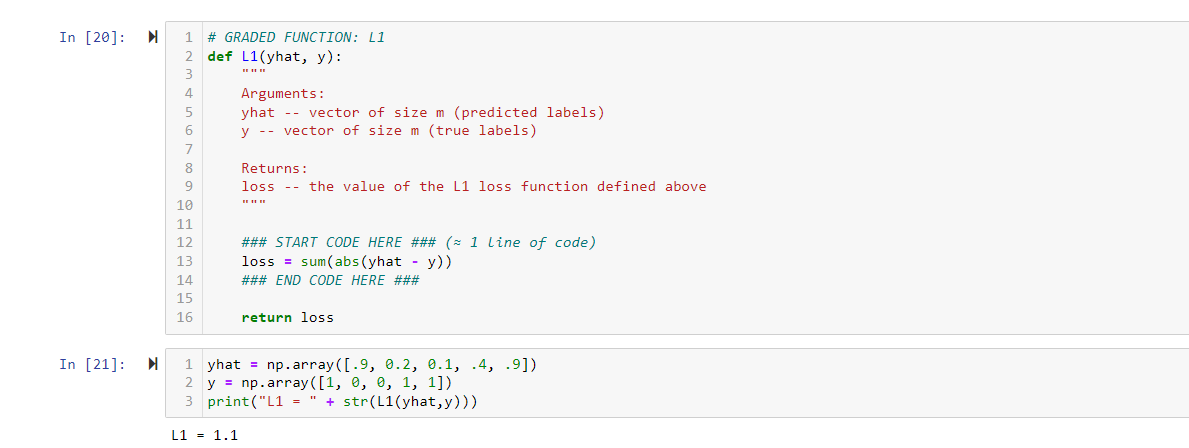 In [20]:
1 # GRADED FUNCTION: L1
2 def L1(yhat, y):
3     """
4     Arguments:
5     yhat -- vector of size m (predicted labels)
6     y -- vector of size m (true labels)
7
8     Returns:
9     loss -- the value of the L1 loss function defined above
10     """
11
12     ### START CODE HERE ### (≈ 1 line of code)
13     loss = sum(abs(yhat - y))
14     ### END CODE HERE ###
15
16     return loss
In [21]:
1 yhat = np.array([.9, 0.2, 0.1, .4, .9])
2 y = np.array([1, 0, 0, 1, 1])
3 print("L1 = " + str(L1(yhat,y)))
L1 = 1.1